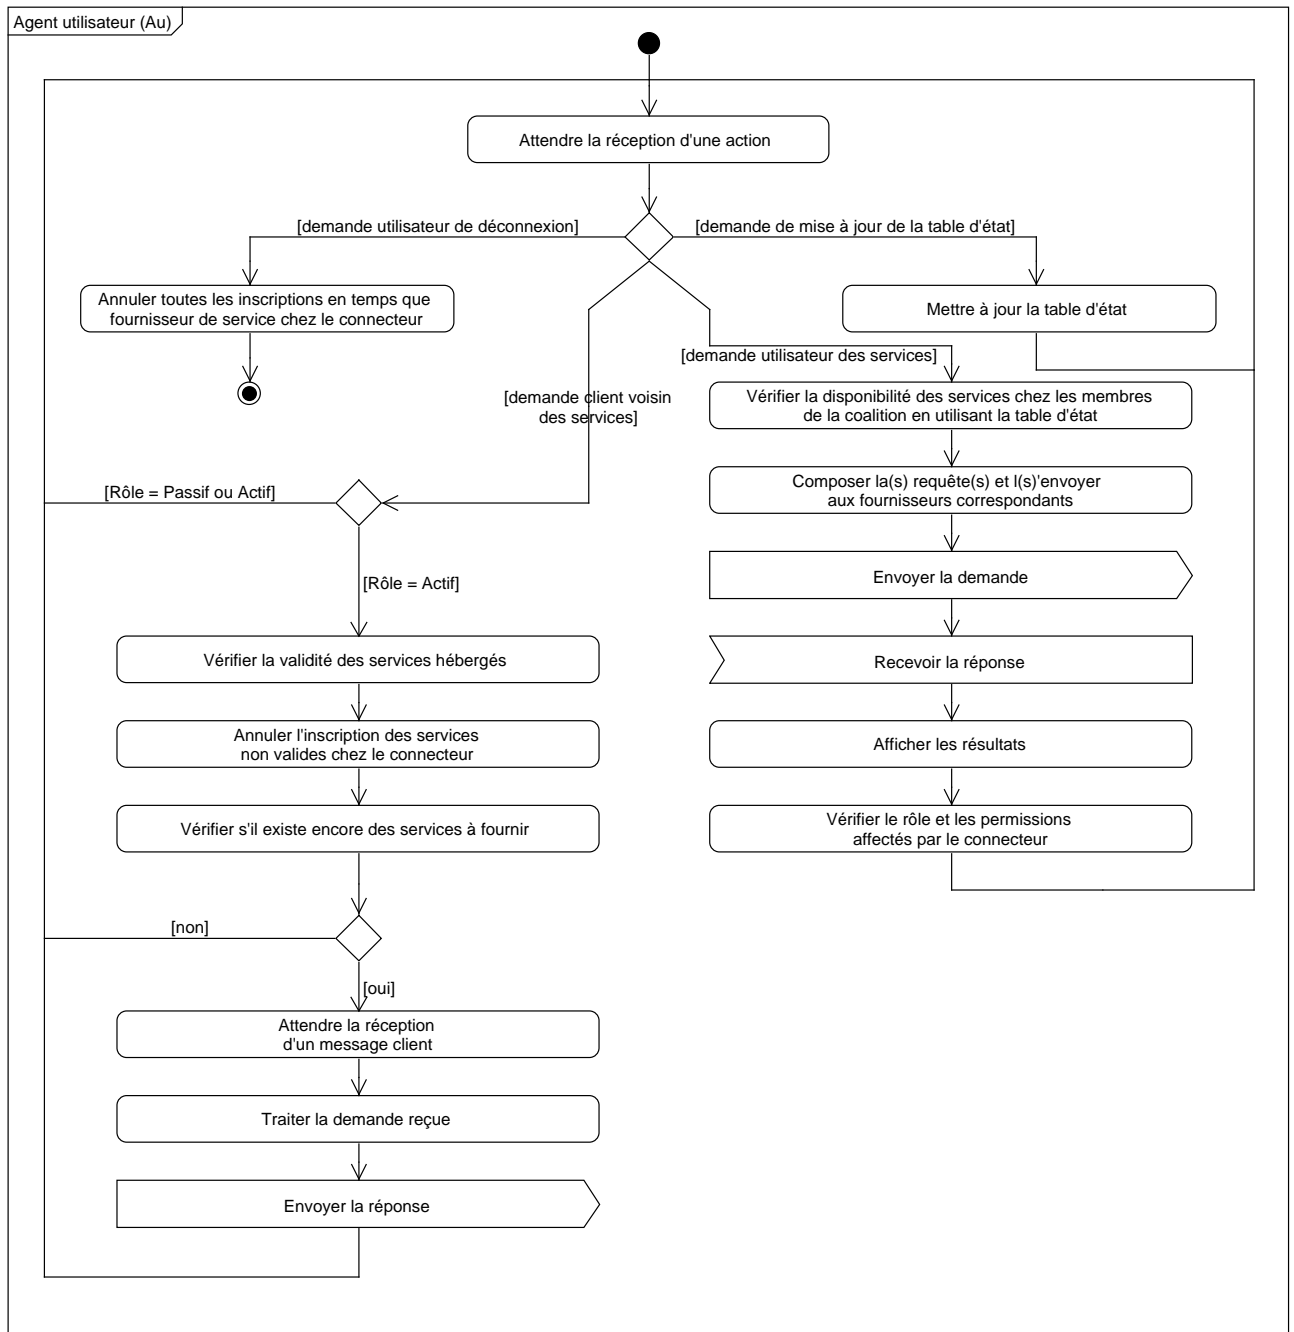 Agent utilisateur (Au)
Attendre la réception d'une action
[demande utilisateur de déconnexion]
[demande de mise à jour de la table d'état]
Annuler toutes les inscriptions en temps que
fournisseur de service chez le connecteur
Mettre à jour la table d'état
[demande utilisateur des services]
[demande client voisin
des services]
Vérifier la disponibilité des services chez les membres
de la coalition en utilisant la table d'état
[Rôle = Passif ou Actif]
Composer la(s) requête(s) et l(s)'envoyer
aux fournisseurs correspondants
Envoyer la demande
[Rôle = Actif]
Vérifier la validité des services hébergés
Recevoir la réponse
Annuler l'inscription des services
non valides chez le connecteur
Afficher les résultats
Vérifier s'il existe encore des services à fournir
Vérifier le rôle et les permissions
affectés par le connecteur
[non]
[oui]
Attendre la réception
d'un message client
Traiter la demande reçue
Envoyer la réponse